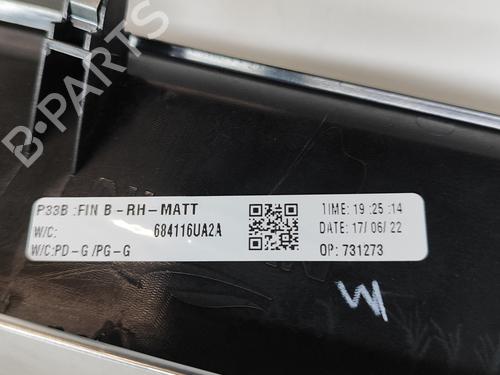 B-PARTS
P33B :FIN B-RH-MATT
W/C: 684116UA2A
W/C:PD-G /PG-G
TIME: 19 :25 :14
DATE: 17/06/ 22
OP: 731273